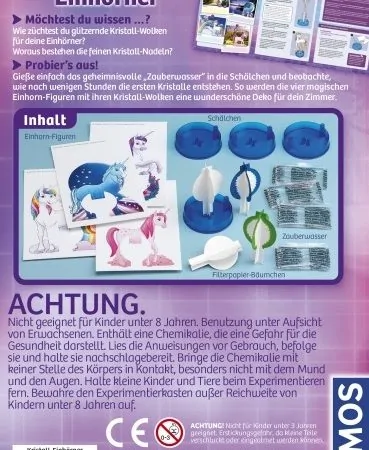 Einhörner
Möchtest du wissen ...?
Wie züchtest du glitzernde Kristall-Wolken
für deine Einhörner?
Woraus bestehen die feinen Kristall-Nadeln?
Probier's aus!
Gieße einfach das geheimnisvolle „Zauberwasser" in die Schälchen und beobachte,
wie nach wenigen Stunden die ersten Kristalle entstehen. So werden die vier magischen
Einhorn-Figuren mit ihren Kristall-Wolken eine wunderschöne Deko für dein Zimmer.
Inhalt
Schälchen
Einhorn-Figuren
Zauberwasser
Filterpapier-Bäumchen
ACHTUNG.
Nicht geeignet für Kinder unter 8 Jahren. Benutzung unter Aufsicht
von Erwachsenen. Enthält eine Chemikalie, die eine Gefahr für die
Gesundheit darstellt. Lies die Anweisungen vor Gebrauch, befolge
sie und halte sie nachschlagebereit. Bringe die Chemikalie mit
keiner Stelle des Körpers in Kontakt, besonders nicht mit dem Mund
und den Augen. Halte kleine Kinder und Tiere beim Experimentieren
fern. Bewahre den Experimentierkasten außer Reichweite von
Kindern unter 8 Jahren auf.
MOS
CE
0-3
ACHTUNG! Nicht für Kinder unter 3 Jahren
geeignet. Erstickungsgefahr, da kleine Teile
verschluckt oder eingeatmet werden können.
Kristall-Einhörner